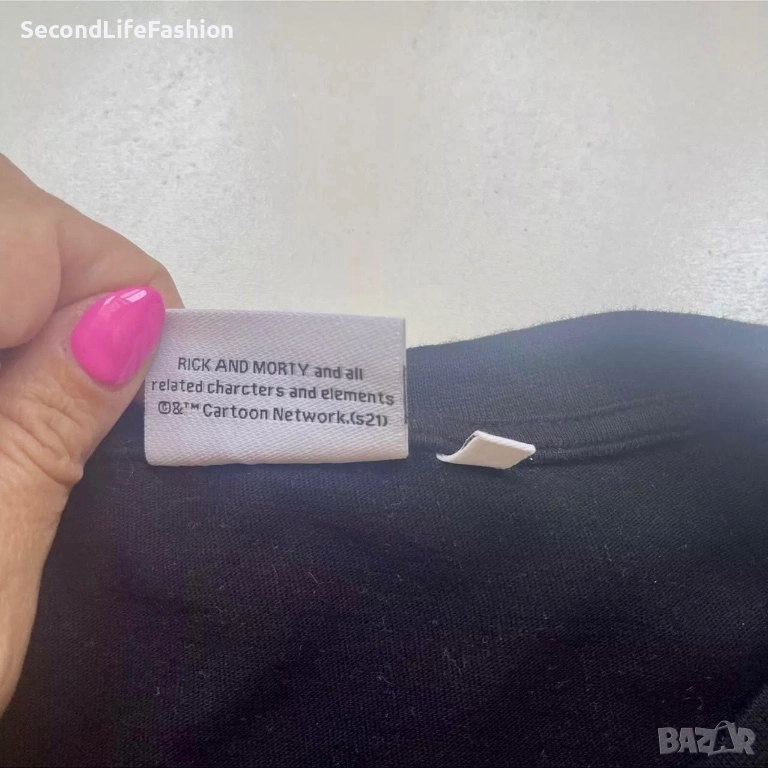 SecondLifeFashion
RICK AND MORTY and all
related charcters and elements
©&™ Cartoon Network.(s21)
BAZAR